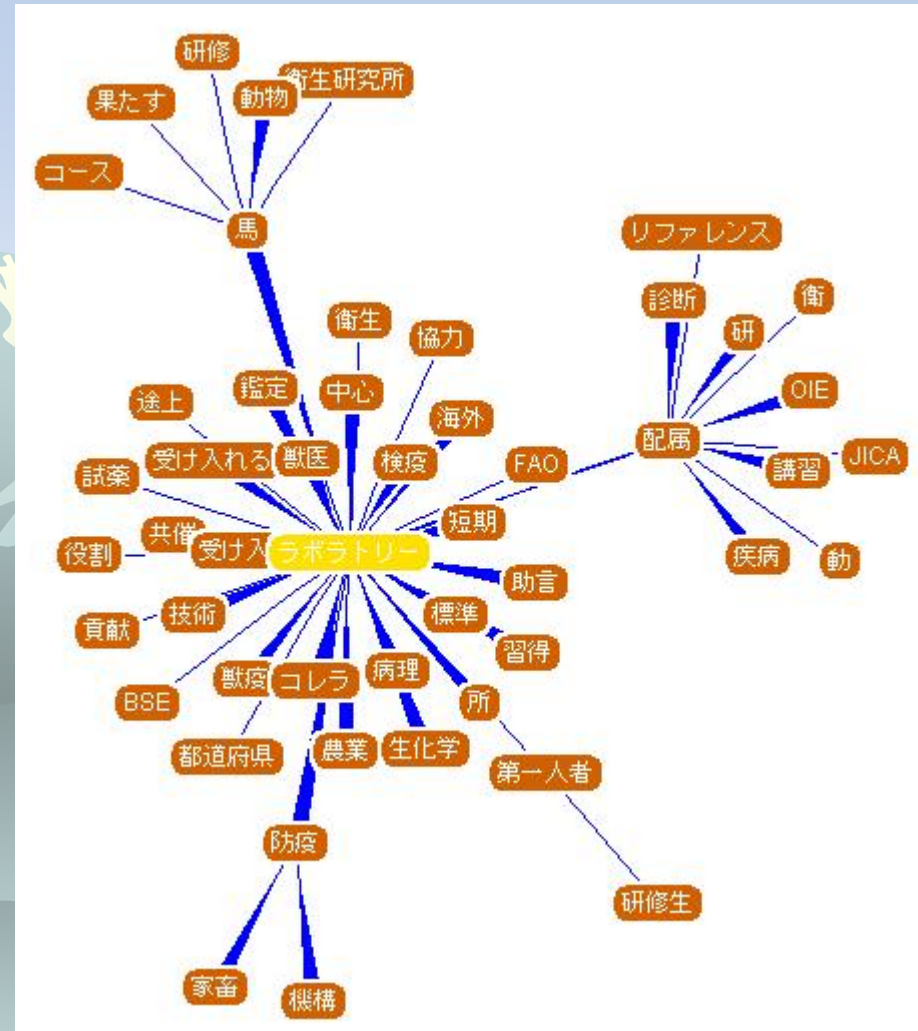 研修
動物
衛生研究所
果たす
コース
馬
リファレンス
診断
衛
研
衛生
協力
鑑定
中心
途上
海外
OIE
配属
受け入れる
獣医
検疫
FAO
講習
JICA
試薬
短期
共催
役割
受け入
ラボラトリー
疾病
動
助言
技術
標準
貢献
習得
獣疫
コレラ
病理
BSE
所
都道府県
農業
生化学
第一人者
防疫
研修生
家畜
機構